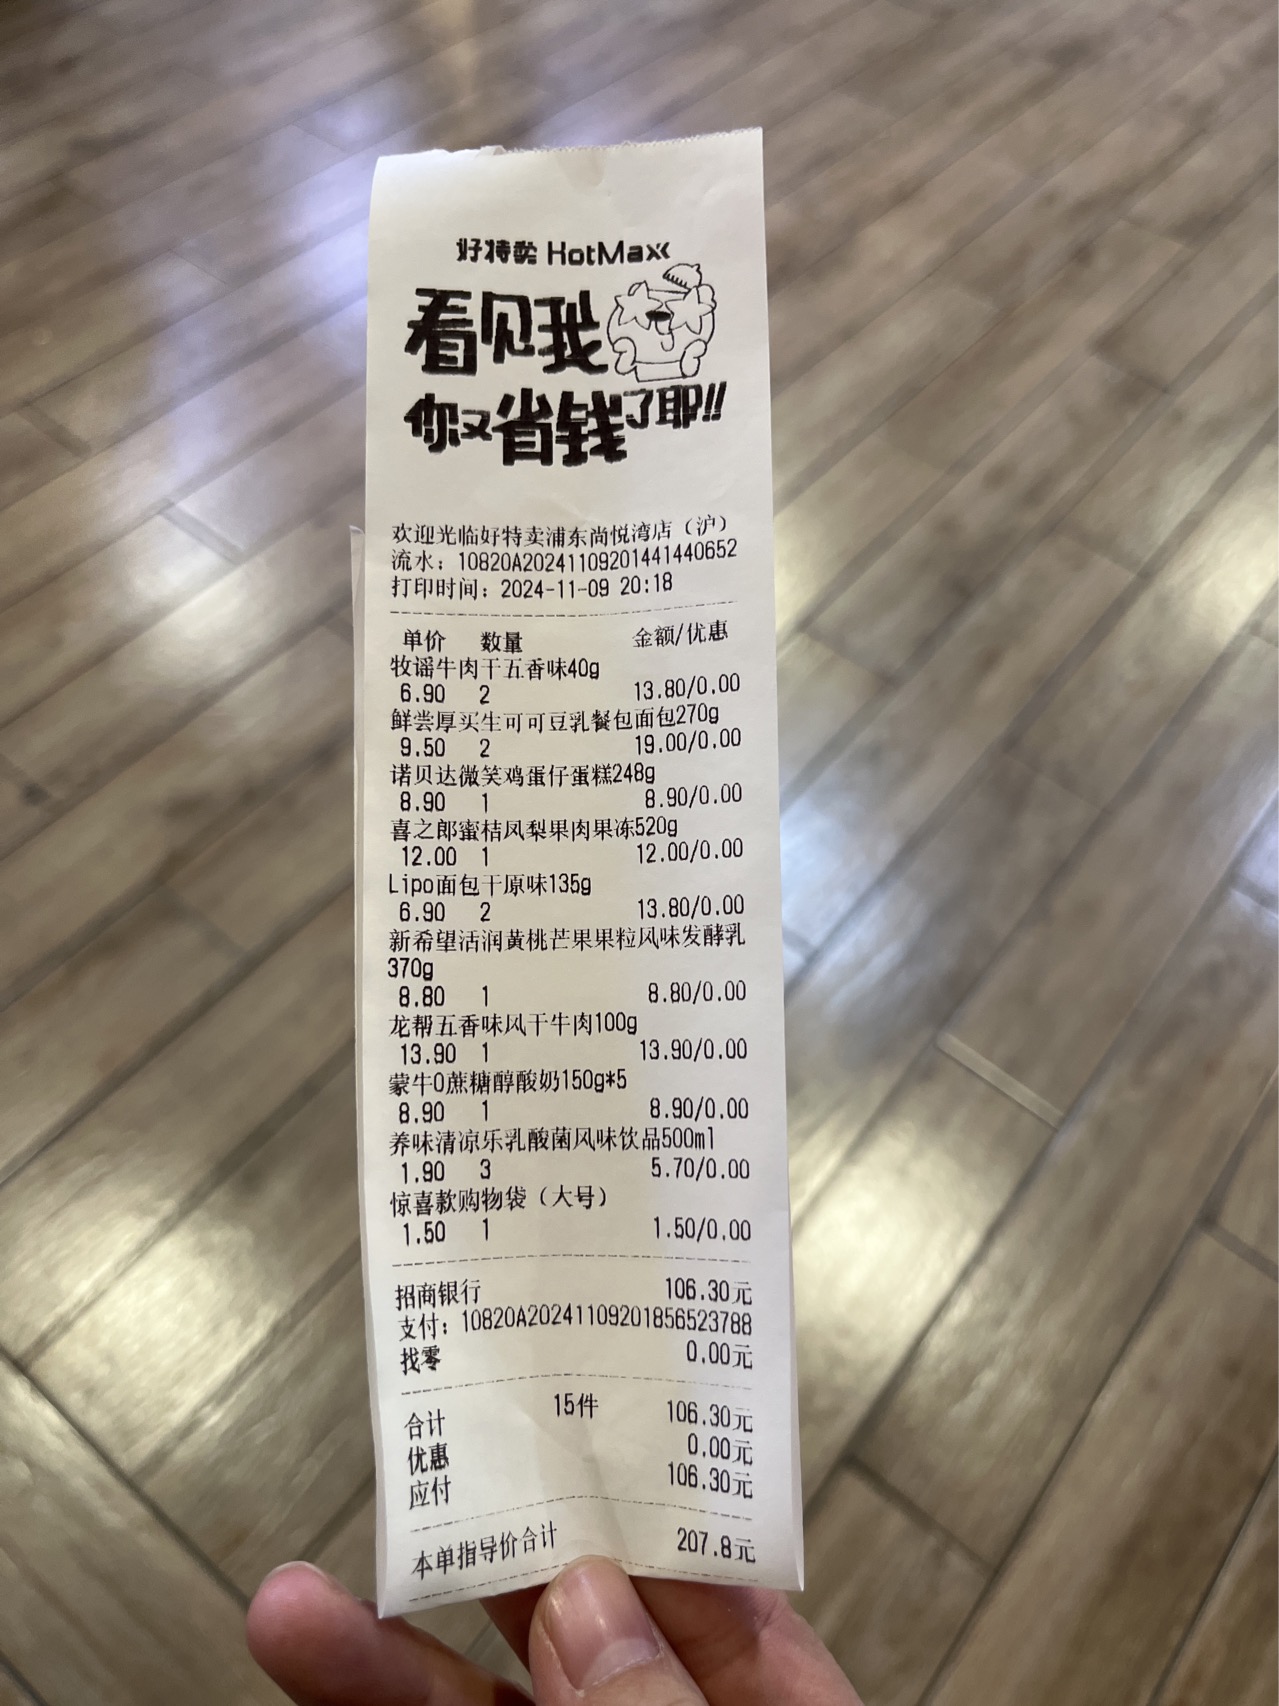 好特卖 HotMaxx
看见我
你又省钱了耶!!
欢迎光临好特卖浦东尚悦湾店（沪）
流水：10820A20241109201441440652
打印时间：2024-11-09 20:18
单价 数量 金额/优惠
牧谣牛肉干五香味40g
6.90 2 13.80/0.00
鲜尝厚买生可可豆乳餐包面包270g
9.50 2 19.00/0.00
诺贝达微笑鸡蛋仔蛋糕248g
8.90 1 8.90/0.00
喜之郎蜜桔凤梨果肉果冻520g
12.00 1 12.00/0.00
Lipo面包干原味135g
6.90 2 13.80/0.00
新希望活润黄桃芒果果粒风味发酵乳
370g
8.80 1 8.80/0.00
龙帮五香味风干牛肉100g
13.90 1 13.90/0.00
蒙牛0蔗糖醇酸奶150g*5
8.90 1 8.90/0.00
养味清凉乐乳酸菌风味饮品500ml
1.90 3 5.70/0.00
惊喜款购物袋（大号）
1.50 1 1.50/0.00
招商银行 106.30元
支付：10820A20241109201856523788
找零 0.00元
合计 15件 106.30元
优惠 0.00元
应付 106.30元
本单指导价合计 207.8元